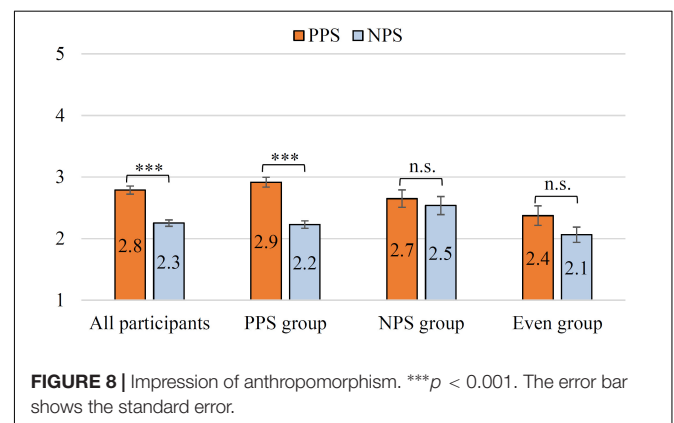 PPS NPS
5
4
3
2
1
*** *** n.s. n.s.
2.8 2.3 2.9 2.2 2.7 2.5 2.4 2.1
All participants PPS group NPS group Even group
FIGURE 8 | Impression of anthropomorphism. ***p < 0.001. The error bar
shows the standard error.